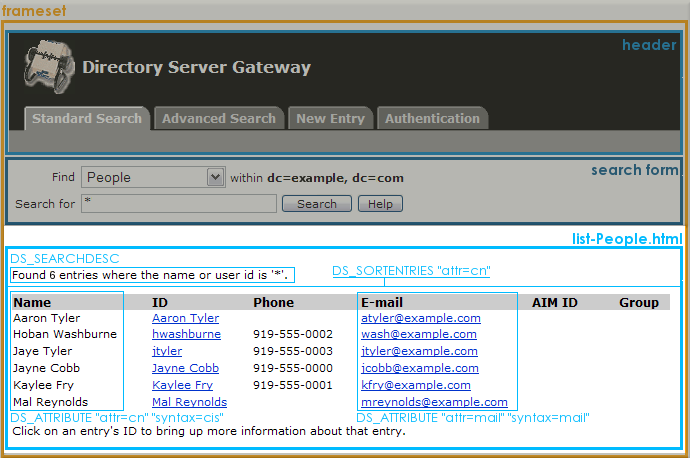 frameset
header
Directory Server Gateway
Standard Search Advanced Search New Entry Authentication
search form
Find People within dc=example, dc=com
Search for * Search Help
list-People.html
DS_SEARCHDESC
Found 6 entries where the name or user id is '*'.
DS_SORTENTRIES "attr=cn"
Name ID Phone E-mail AIM ID Group
Aaron Tyler Aaron Tyler atyler@example.com
Hoban Washburne hwashburne 919-555-0002 wash@example.com
Jaye Tyler jtyler 919-555-0003 jtyler@example.com
Jayne Cobb Jayne Cobb 919-555-0000 jcobb@example.com
Kaylee Fry Kaylee Fry 919-555-0001 kfry@example.com
Mal Reynolds Mal Reynolds mreynolds@example.com
DS_ATTRIBUTE "attr=cn" "syntax=cis" DS_ATTRIBUTE "attr=mail" "syntax=mail"
Click on an entry's ID to bring up more information about that entry.